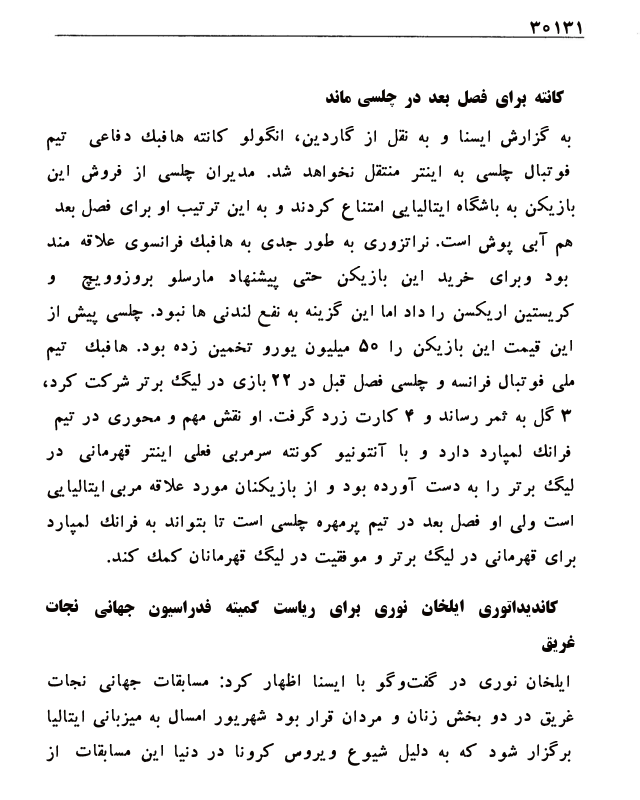 ۳۰۱۳۱
کانته برای فصل بعد در چلسی ماند
به گزارش ایسنا و به نقل از گاردین، انگولو کانته هافبک دفاعی تیم
فوتبال چلسی به اینتر منتقل نخواهد شد. مدیران چلسی از فروش این
بازیکن به باشگاه ایتالیایی امتناع کردند و به این ترتیب او برای فصل بعد
هم آبی پوش است. نراتزوری به طور جدی به هافبک فرانسوی علاقه مند
بود وبرای خرید این بازیکن حتی پیشنهاد مارسلو بروزوویچ و
کریستین اریکسن را داد اما این گزینه به نفع لندنی ها نبود. چلسی پیش از
این قیمت این بازیکن را ۵۰ میلیون یورو تخمین زده بود. هافبک تیم
ملی فوتبال فرانسه و چلسی فصل قبل در ۲۲ بازی در لیگ برتر شرکت کرد،
۳ گل به ثمر رساند و ۴ کارت زرد گرفت. او نقش مهم و محوری در تیم
فرانک لمپارد دارد و با آنتونیو کونته سرمربی فعلی اینتر قهرمانی در
لیگ برتر را به دست آورده بود و از بازیکنان مورد علاقه مربی ایتالیایی
است ولی او فصل بعد در تیم پرمهره چلسی است تا بتواند به فرانک لمپارد
برای قهرمانی در لیگ برتر و موفقیت در لیگ قهرمانان کمک کند.
کاندیداتوری ایلخان نوری برای ریاست کمیته فدراسیون جهانی نجات
غریق
ایلخان نوری در گفت‌وگو با ایسنا اظهار کرد: مسابقات جهانی نجات
غریق در دو بخش زنان و مردان قرار بود شهریور امسال به میزبانی ایتالیا
برگزار شود که به دلیل شیوع ویروس کرونا در دنیا این مسابقات از